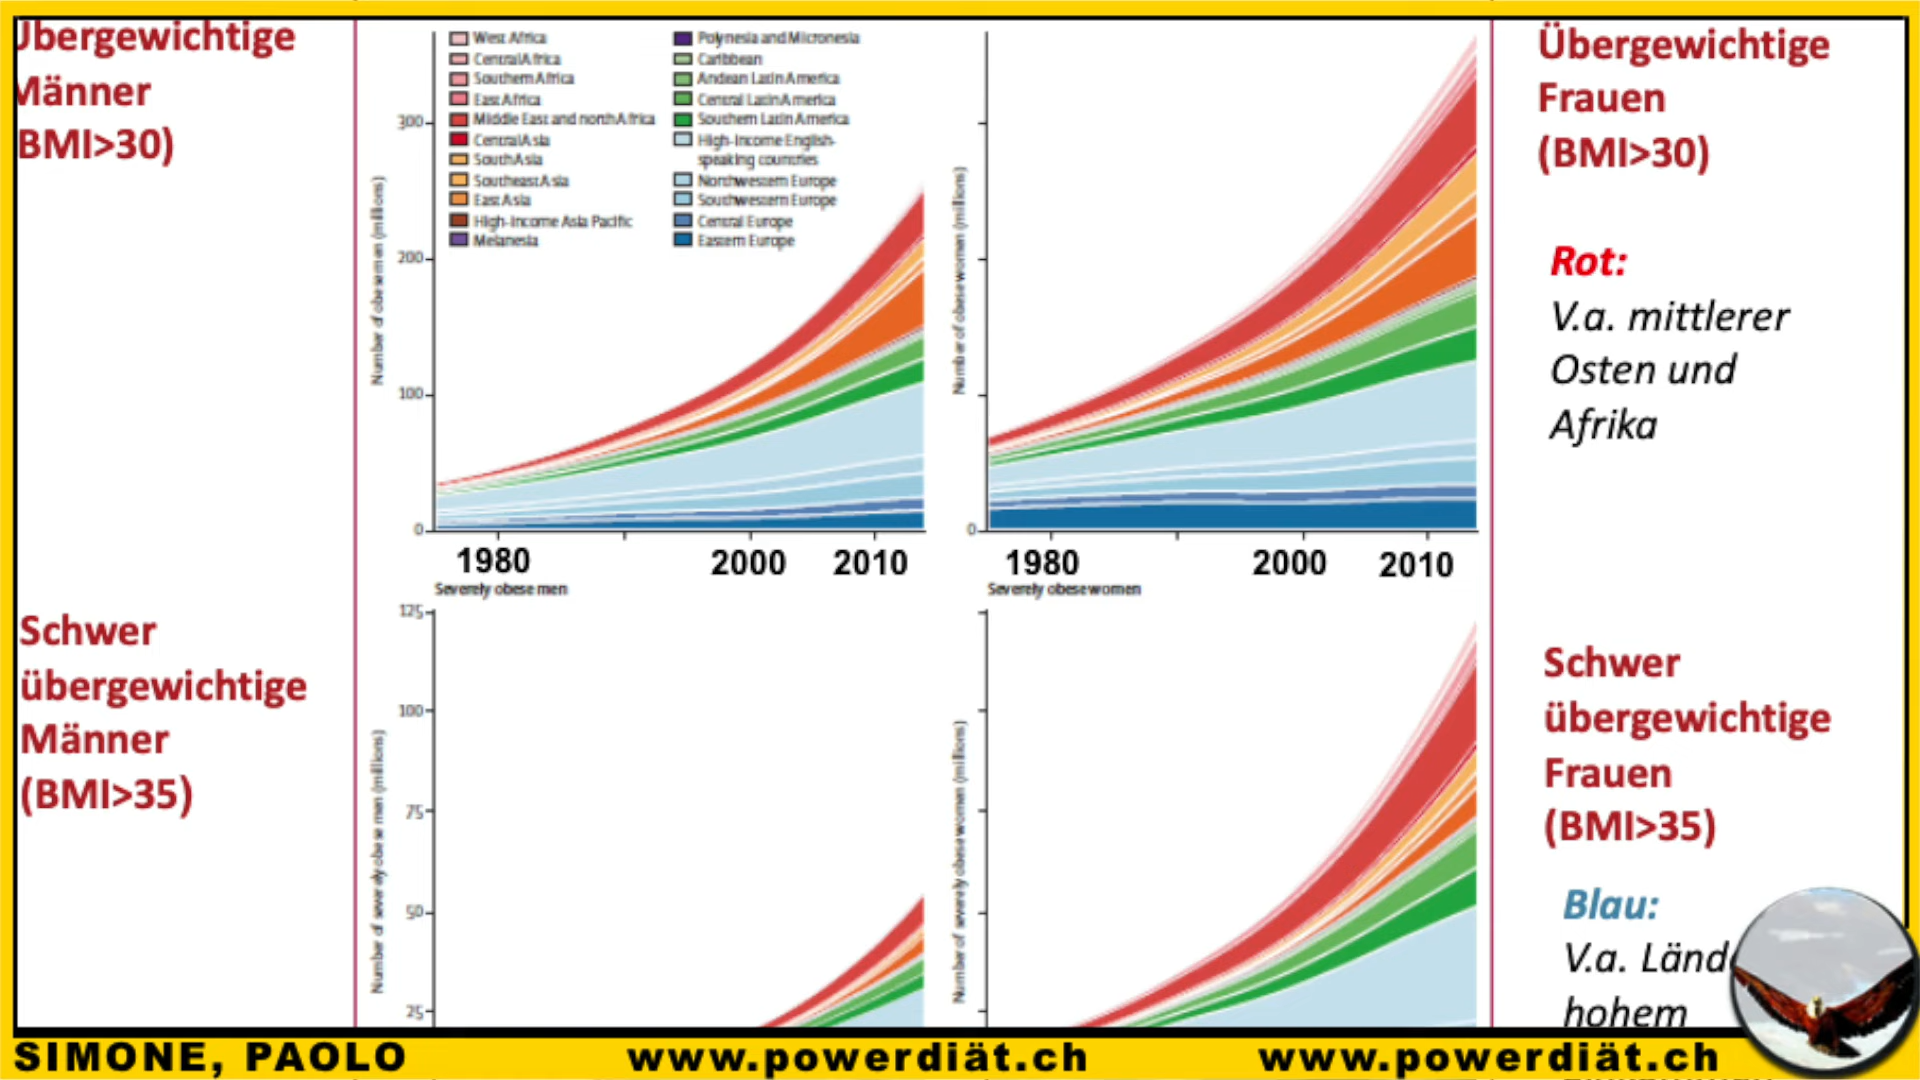 Übergewichtige
Männer
BMI>30)
West Africa
Central Africa
Southern Africa
East Africa
Middle East and north Africa
Central Asia
South Asia
Southeast Asia
East Asia
High-income Asia Pacific
Melanesia
Polynesia and Micronesia
Caribbean
Andean Latin America
Central Latin America
Southern Latin America
High-income English-
speaking countries
Northwestern Europe
Southwestern Europe
Central Europe
Eastern Europe
Number of obese men (millions)
300
200
100
0
1980 2000 2010
Number of obese women (millions)
0
1980 2000 2010
Übergewichtige
Frauen
(BMI>30)
Rot:
V.a. mittlerer
Osten und
Afrika
Schwer
übergewichtige
Männer
(BMI>35)
Severely obese men
Number of severely obese men (millions)
125
100
75
50
25
Severely obese women
Number of severely obese women (millions)
Schwer
übergewichtige
Frauen
(BMI>35)
Blau:
V.a. Länd
hohem
SIMONE, PAOLO www.powerdiät.ch www.powerdiät.ch